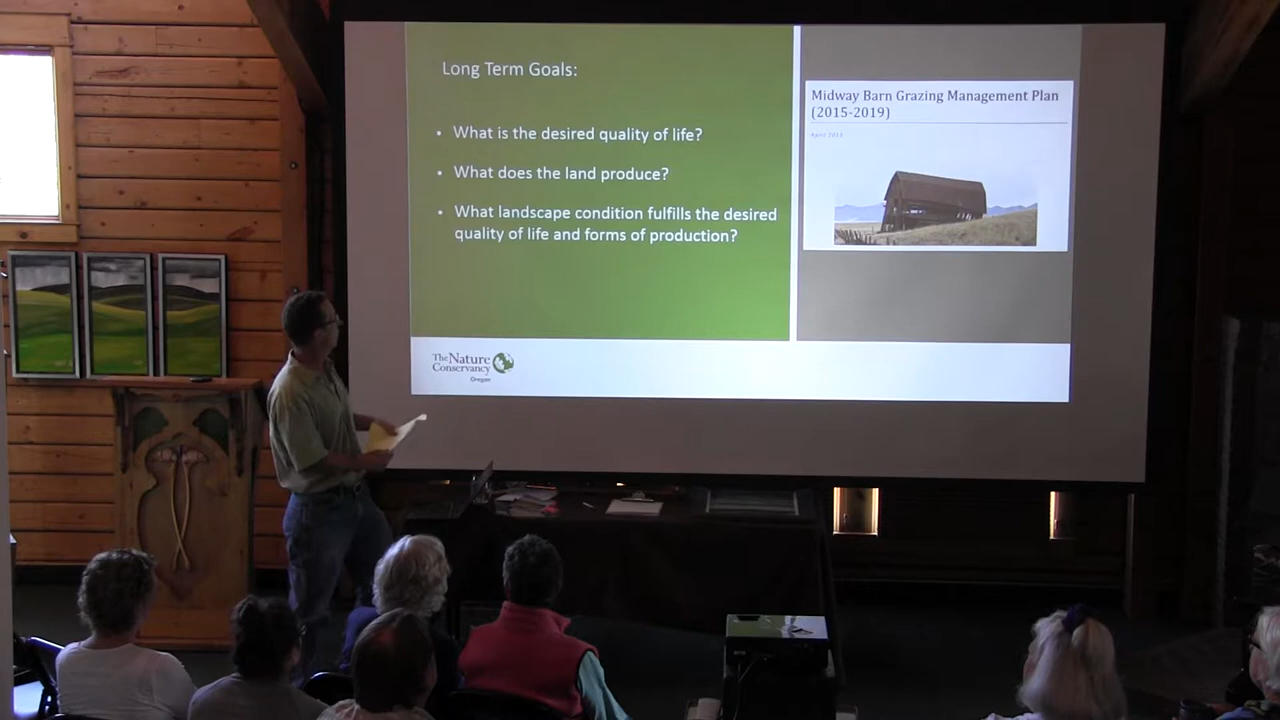 Long Term Goals:
• What is the desired quality of life?
• What does the land produce?
• What landscape condition fulfills the desired
quality of life and forms of production?
Midway Barn Grazing Management Plan
(2015-2019)
The Nature
Conservancy
Oregon